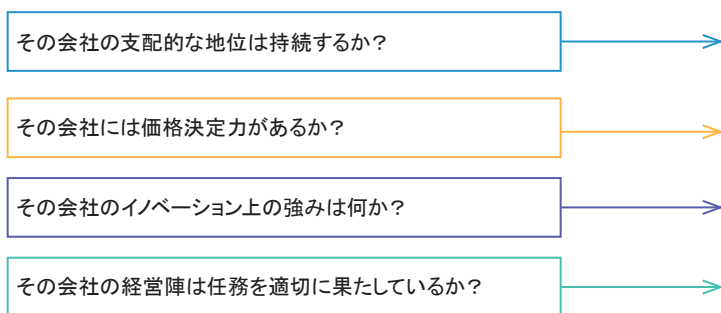 その会社の支配的な地位は持続するか？
その会社には価格決定力があるか？
その会社のイノベーション上の強みは何か？
その会社の経営陣は任務を適切に果たしているか？